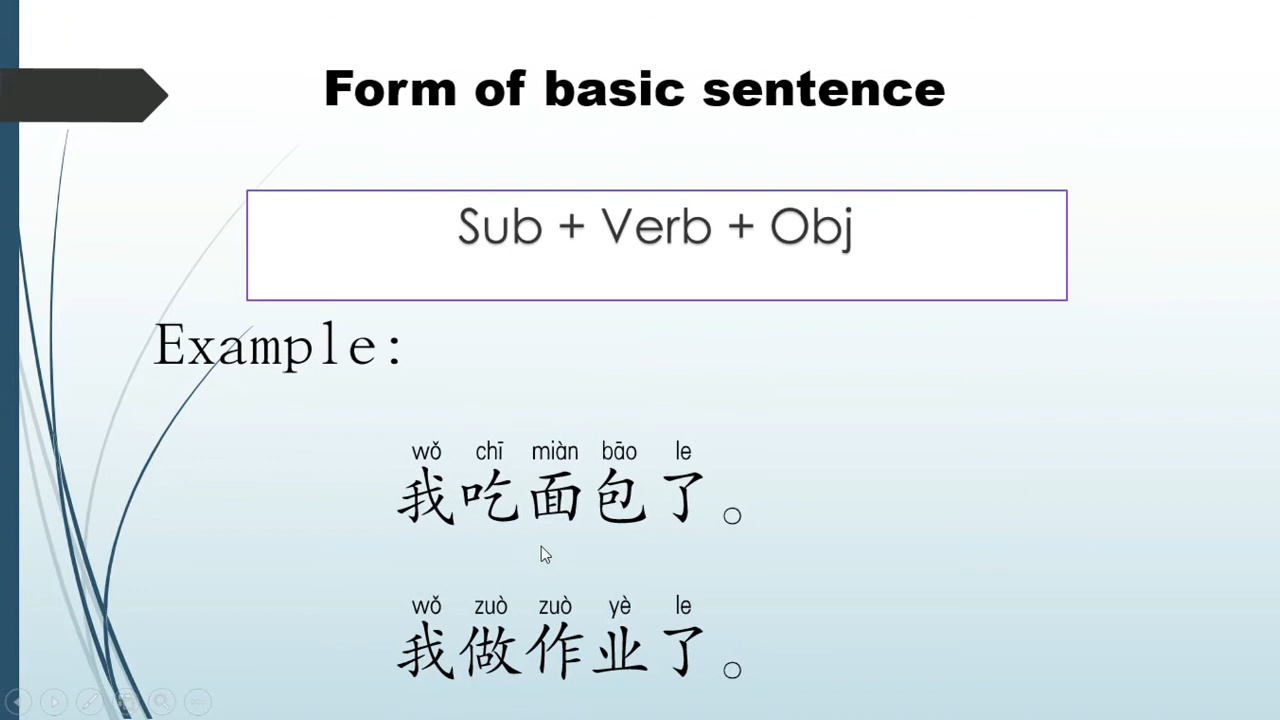 Form of basic sentence
Sub + Verb + Obj
Example:
wǒ chī miàn bāo le
我吃面包了。
wǒ zuò zuò yè le
我做作业了。